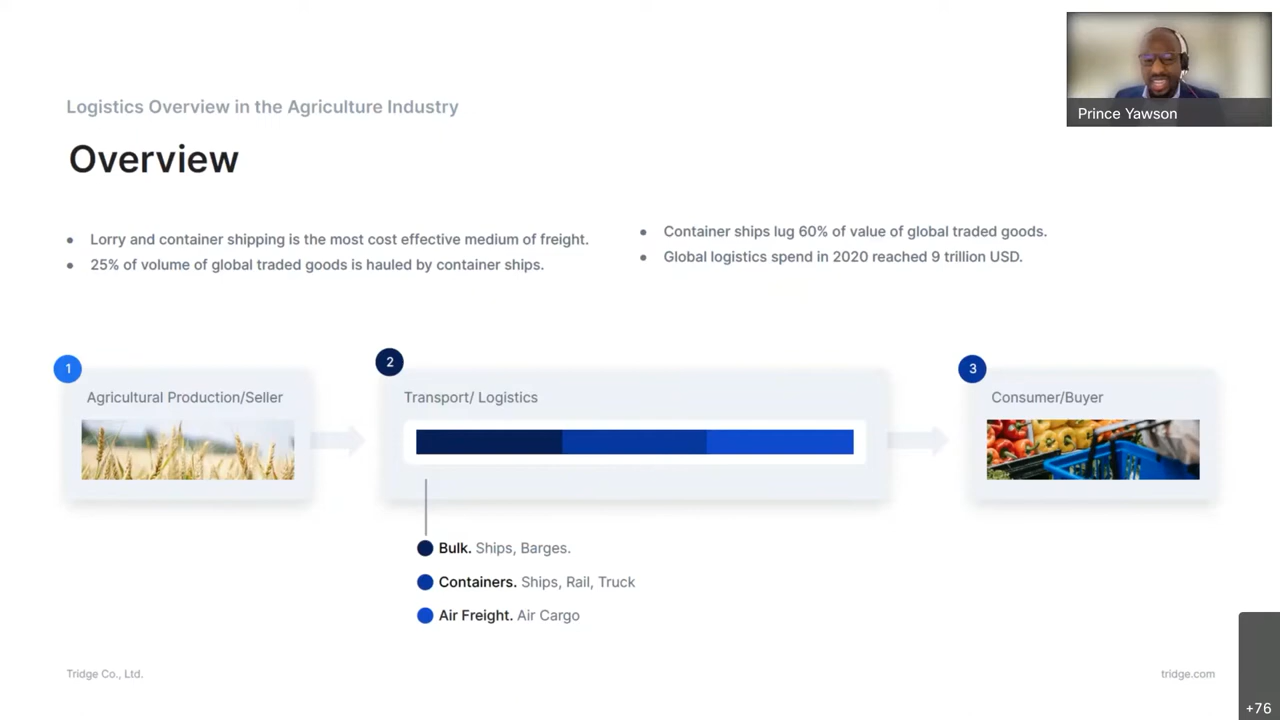 Prince Yawson
Logistics Overview in the Agriculture Industry
Overview
Lorry and container shipping is the most cost effective medium of freight.
25% of volume of global traded goods is hauled by container ships.
Container ships lug 60% of value of global traded goods.
Global logistics spend in 2020 reached 9 trillion USD.
1
Agricultural Production/Seller
2
Transport/ Logistics
3
Consumer/Buyer
Bulk. Ships, Barges.
Containers. Ships, Rail, Truck
Air Freight. Air Cargo
Tridge Co., Ltd.
tridge.com
+76